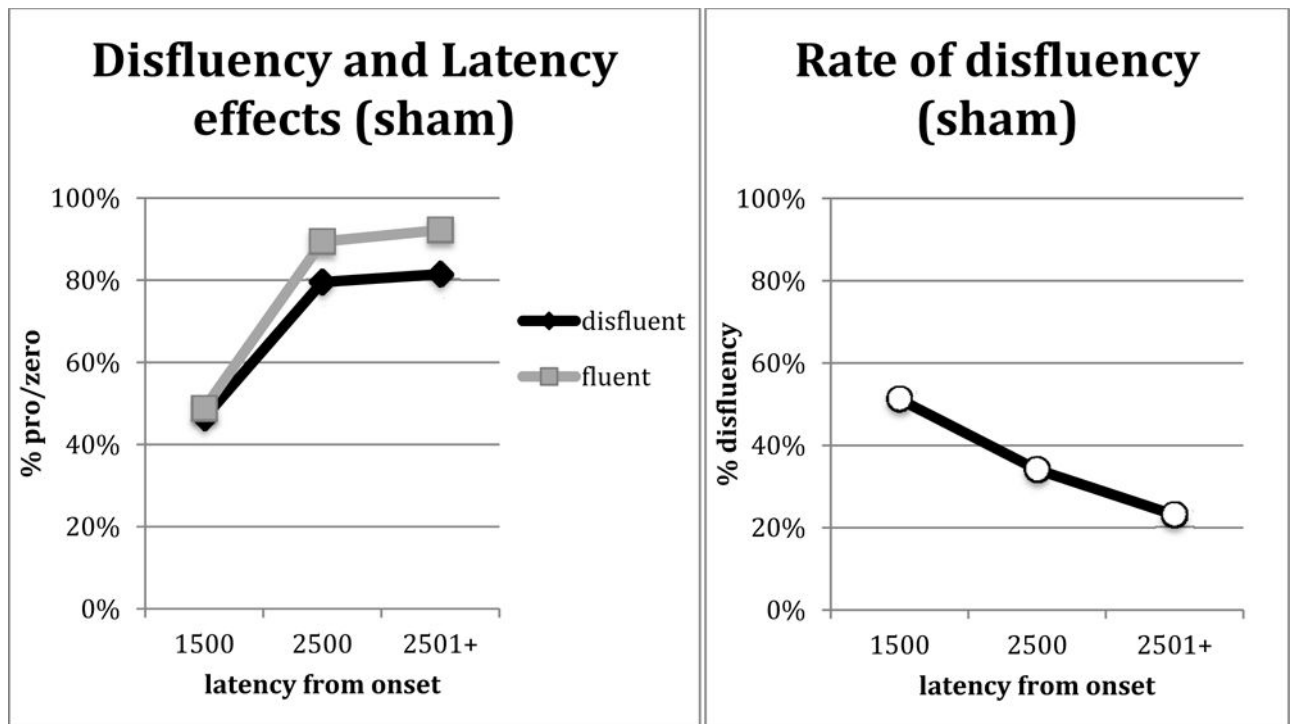 Disfluency and Latency
effects (sham)
% pro/zero
100%
80%
60%
40%
20%
0%
1500 2500 2501+
latency from onset
disfluent
fluent
Rate of disfluency
(sham)
% disfluency
100%
80%
60%
40%
20%
0%
1500 2500 2501+
latency from onset